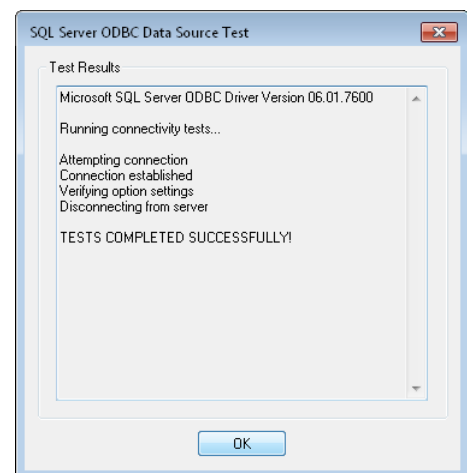 SQL Server ODBC Data Source Test
Test Results
Microsoft SQL Server ODBC Driver Version 06.01.7600
Running connectivity tests...
Attempting connection
Connection established
Verifying option settings
Disconnecting from server
TESTS COMPLETED SUCCESSFULLY!
OK